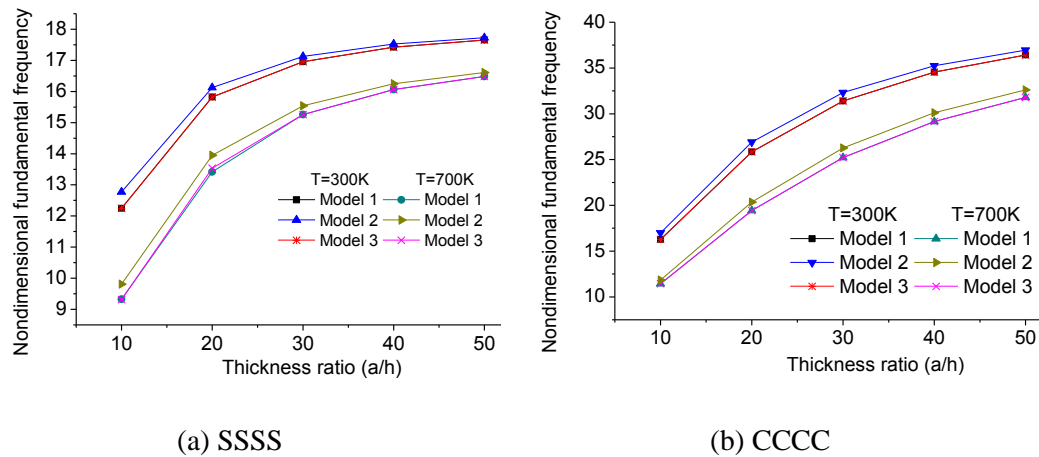 Nondimensional fundamental frequency
18
17
16
15
14
13
12
11
10
9
10 20 30 40 50
Thickness ratio (a/h)
T=300K T=700K
Model 1 Model 1
Model 2 Model 2
Model 3 Model 3
(a) SSSS
Nondimensional fundamental frequency
40
35
30
25
20
15
10
10 20 30 40 50
Thickness ratio (a/h)
T=300K T=700K
Model 1 Model 1
Model 2 Model 2
Model 3 Model 3
(b) CCCC